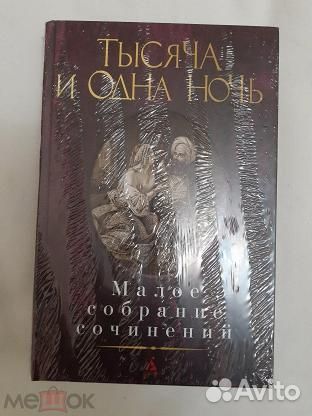 ТЫСЯЧА
И ОДНА НОЧЬ
Малое
собрание
сочинений
А
Мешок
Avito